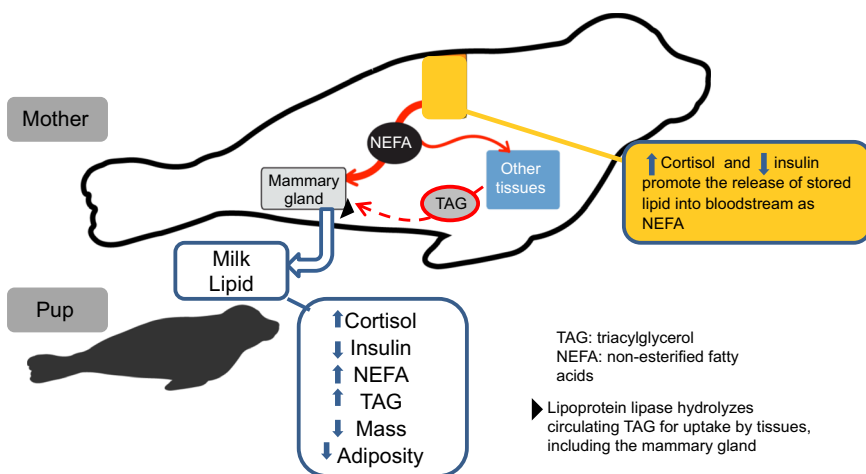 Mother
NEFA
Other
tissues
Mammary
gland
TAG
Cortisol and insulin
promote the release of stored
lipid into bloodstream as
NEFA
Milk
Lipid
Pup
Cortisol
Insulin
NEFA
TAG
Mass
Adiposity
TAG: triacylglycerol
NEFA: non-esterified fatty
acids
Lipoprotein lipase hydrolyzes
circulating TAG for uptake by tissues,
including the mammary gland